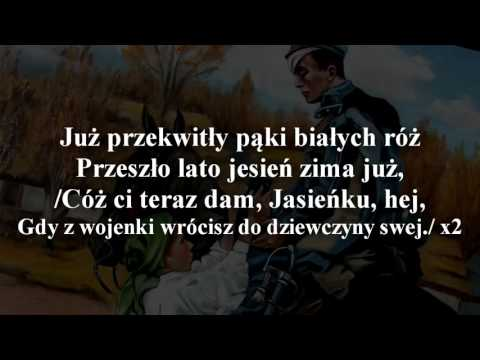 Już przekwitły pąki białych róż
Przeszło lato jesień zima już,
/Cóż ci teraz dam, Jasieńku, hej,
Gdy z wojenki wrócisz do dziewczyny swej./ x2